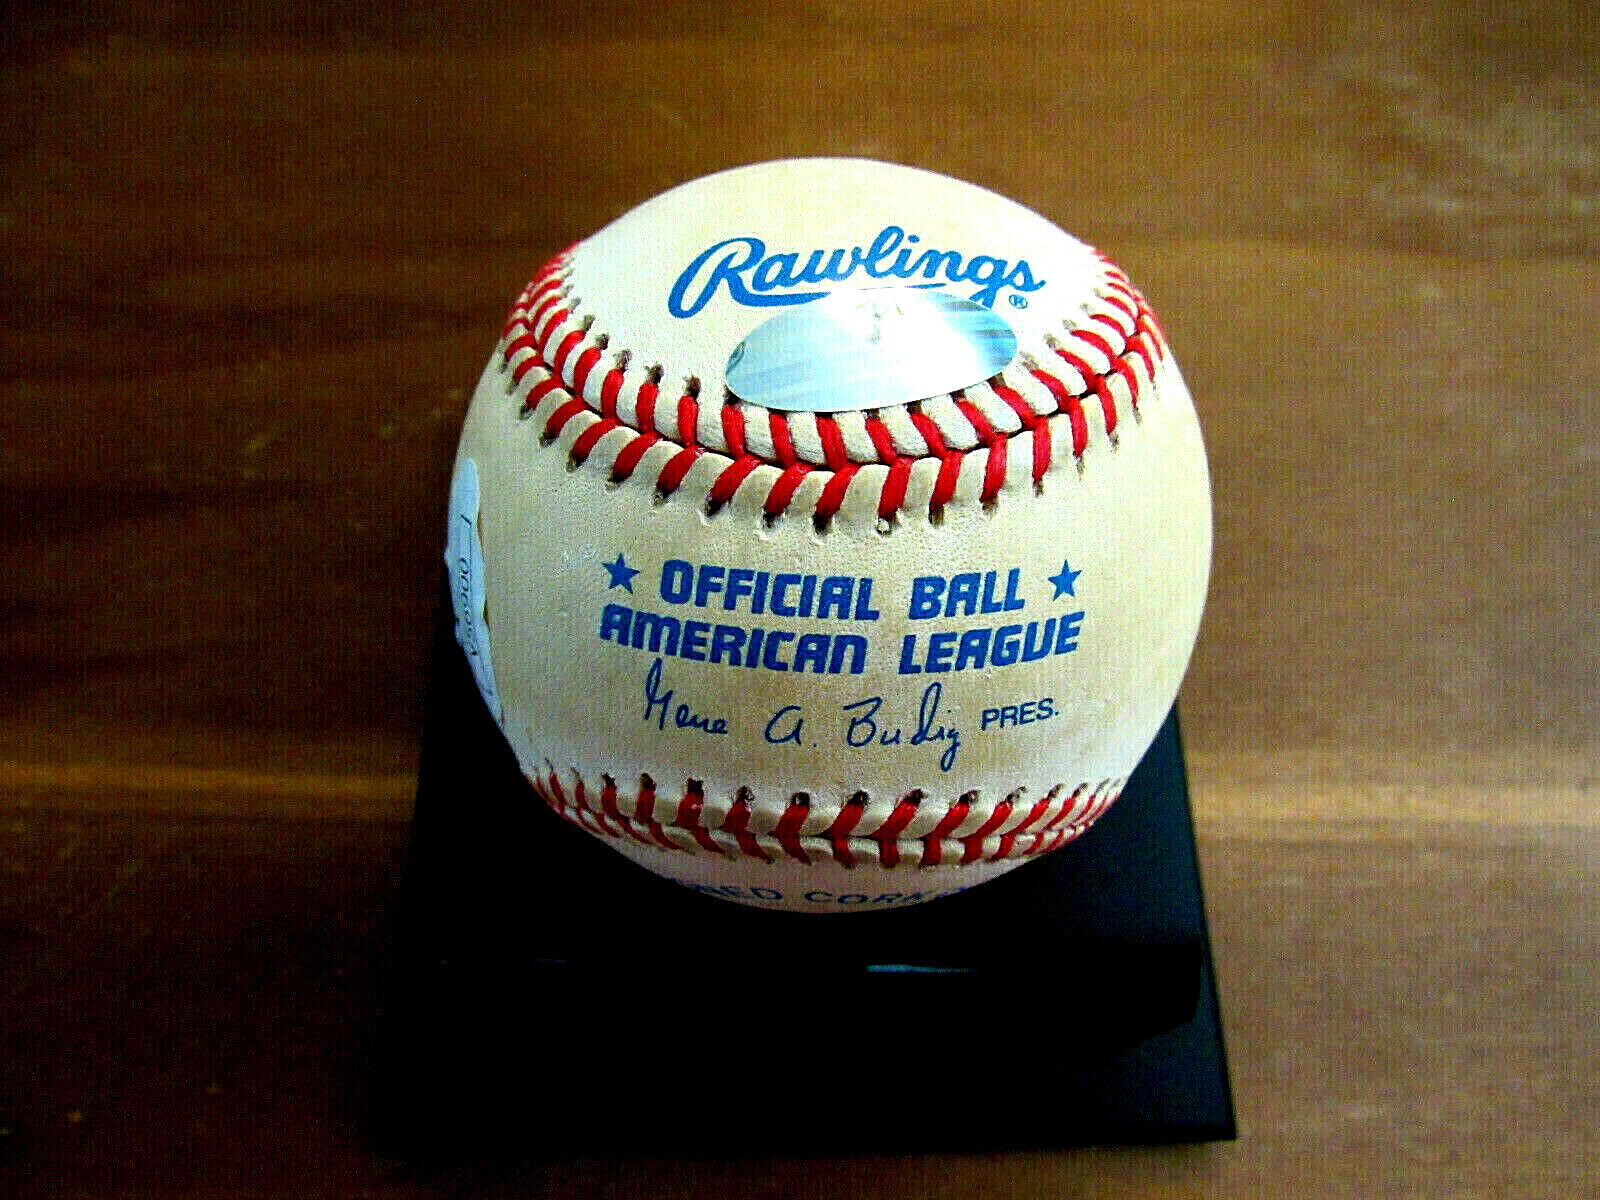 Rawlings®
★ OFFICIAL BALL ★
AMERICAN LEAGUE
Gene A. Budig PRES.